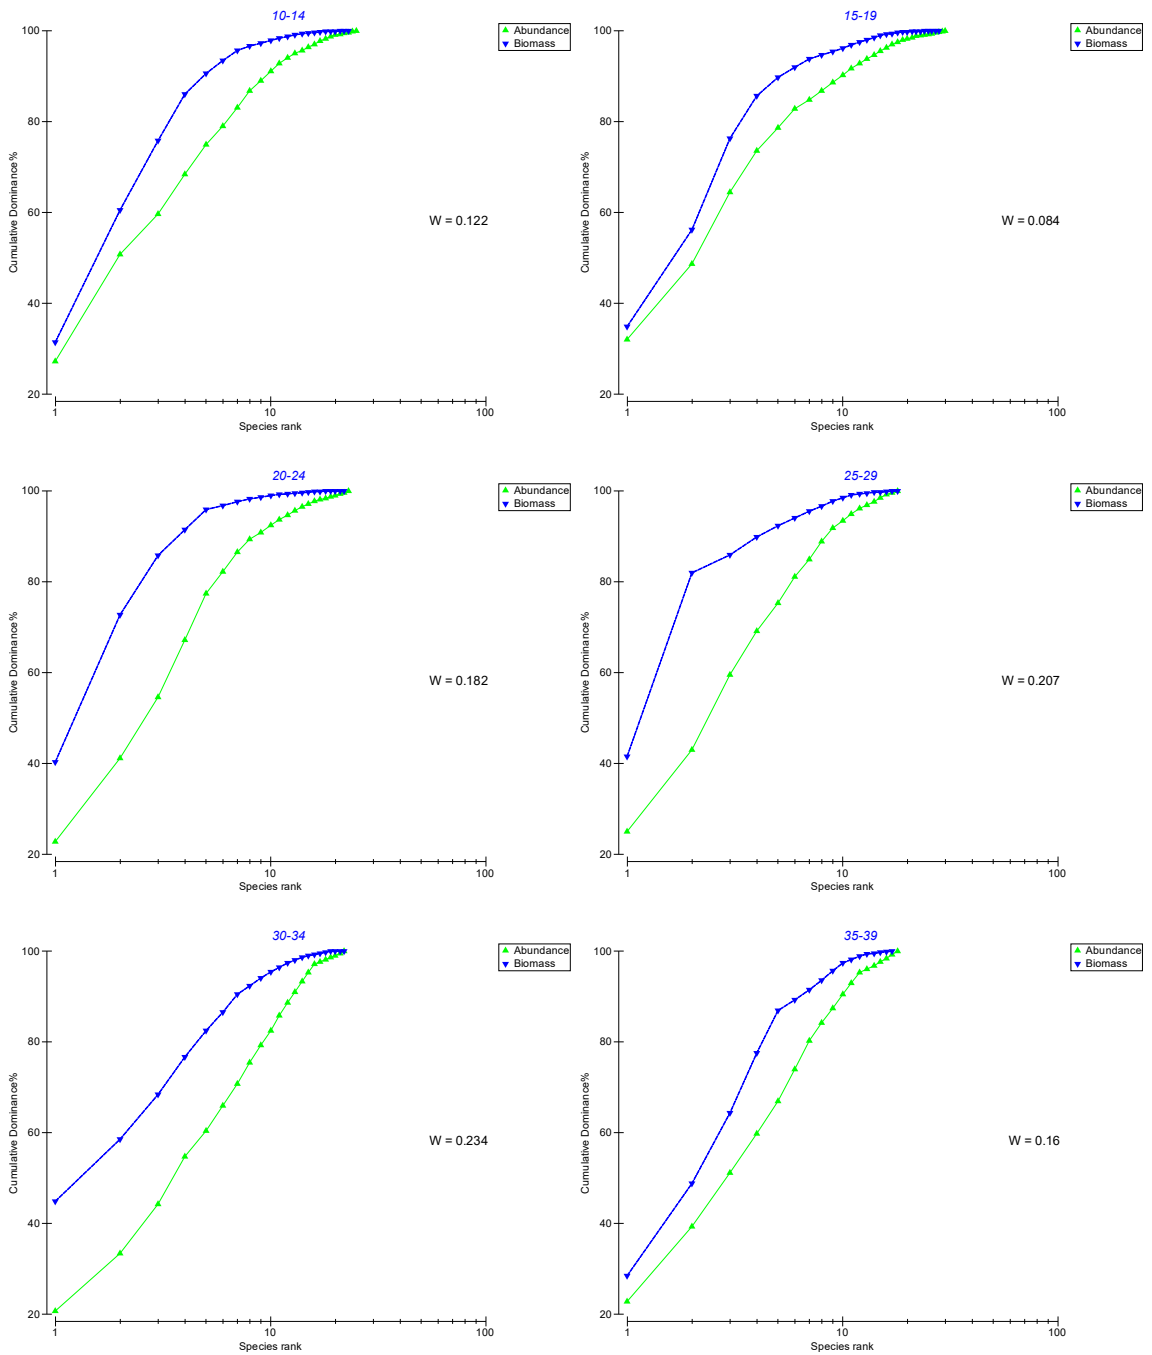 10-14
100
80
60
40
20
Cumulative Dominance%
1
10
100
Species rank
Abundance
Biomass
W = 0.122
15-19
100
80
60
40
20
Cumulative Dominance%
1
10
100
Species rank
Abundance
Biomass
W = 0.084
20-24
100
80
60
40
20
Cumulative Dominance%
1
10
100
Species rank
Abundance
Biomass
W = 0.182
25-29
100
80
60
40
20
Cumulative Dominance%
1
10
100
Species rank
Abundance
Biomass
W = 0.207
30-34
100
80
60
40
20
Cumulative Dominance%
1
10
100
Species rank
Abundance
Biomass
W = 0.234
35-39
100
80
60
40
20
Cumulative Dominance%
1
10
100
Species rank
Abundance
Biomass
W = 0.16